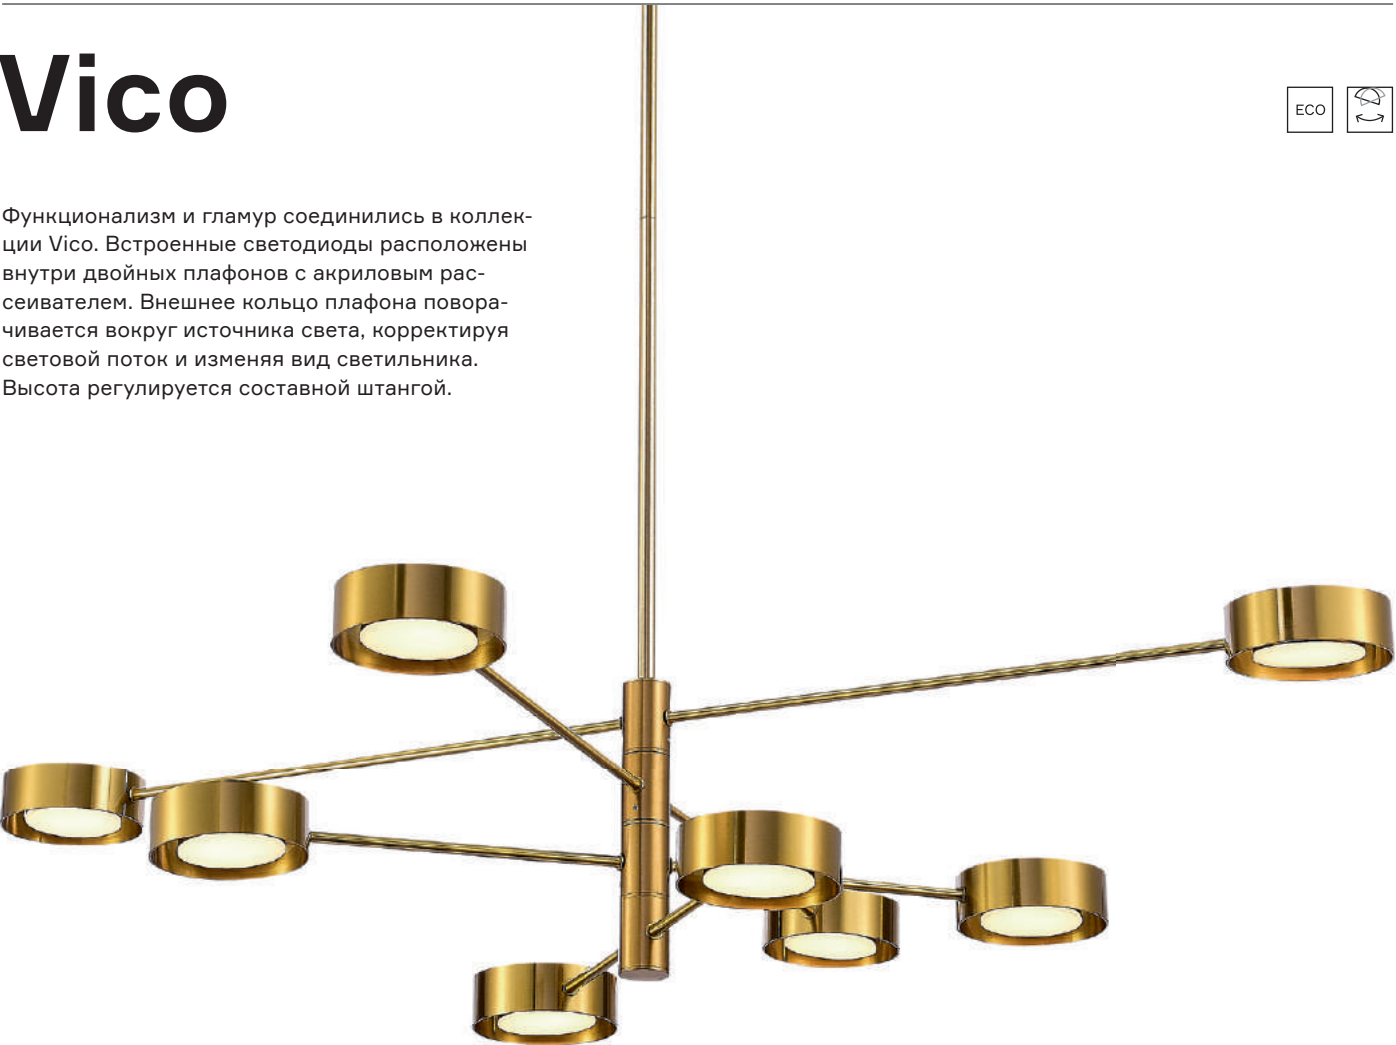 Vico
ECO
Функционализм и гламур соединились в коллек-
ции Vico. Встроенные светодиоды расположены
внутри двойных плафонов с акриловым рас-
сеивателем. Внешнее кольцо плафона повора-
чивается вокруг источника света, корректируя
световой поток и изменяя вид светильника.
Высота регулируется составной штангой.